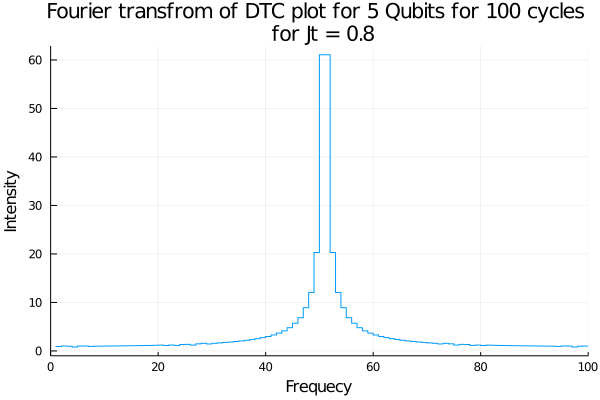 Fourier transfrom of DTC plot for 5 Qubits for 100 cycles
for Jt = 0.8
60
50
40
30
20
10
0
Intensity
0 20 40 60 80 100
Frequecy